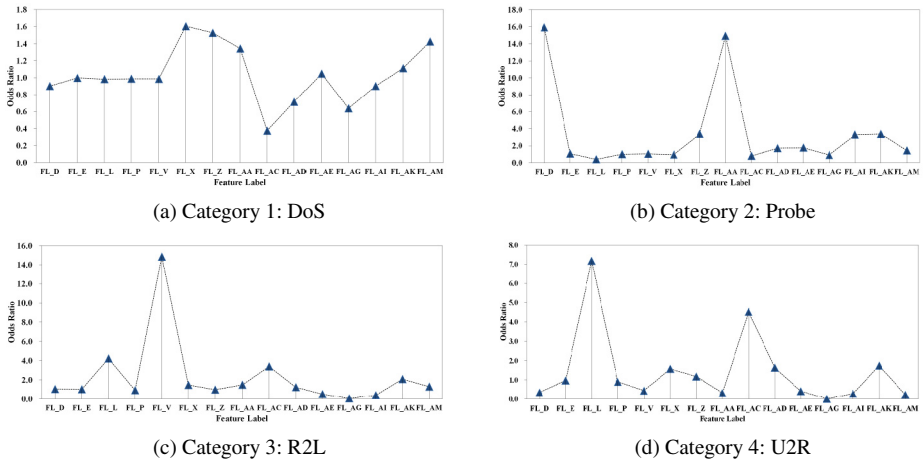 1.8
1.6
1.4
1.2
1.0
0.8
0.6
0.4
0.2
0.0
Odds Ratio
FL_D FL_E FL_L FL_P FL_V FL_X FL_Z FL_AA FL_AC FL_AD FL_AE FL_AG FL_AI FL_AK FL_AM
Feature Label
(a) Category 1: DoS
18.0
16.0
14.0
12.0
10.0
8.0
6.0
4.0
2.0
0.0
Odds Ratio
FL_D FL_E FL_L FL_P FL_V FL_X FL_Z FL_AA FL_AC FL_AD FL_AE FL_AG FL_AI FL_AK FL_AM
Feature Label
(b) Category 2: Probe
16.0
14.0
12.0
10.0
8.0
6.0
4.0
2.0
0.0
Odds Ratio
FL_D FL_E FL_L FL_P FL_V FL_X FL_Z FL_AA FL_AC FL_AD FL_AE FL_AG FL_AI FL_AK FL_AM
Feature Label
(c) Category 3: R2L
8.0
7.0
6.0
5.0
4.0
3.0
2.0
1.0
0.0
Odds Ratio
FL_D FL_E FL_L FL_P FL_V FL_X FL_Z FL_AA FL_AC FL_AD FL_AE FL_AG FL_AI FL_AK FL_AM
Feature Label
(d) Category 4: U2R